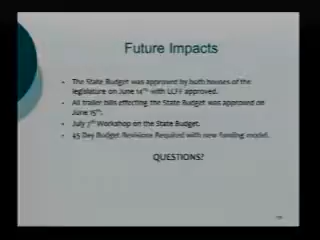 Future Impacts
• The State Budget was approved by both houses of the
legislature on June 14th with LCFF approved.
• All trailer bills effecting the State Budget was approved on
June 15th.
• July 7th Workshop on the State Budget.
• 45 Day Budget Revisions Required with new funding model.
QUESTIONS?